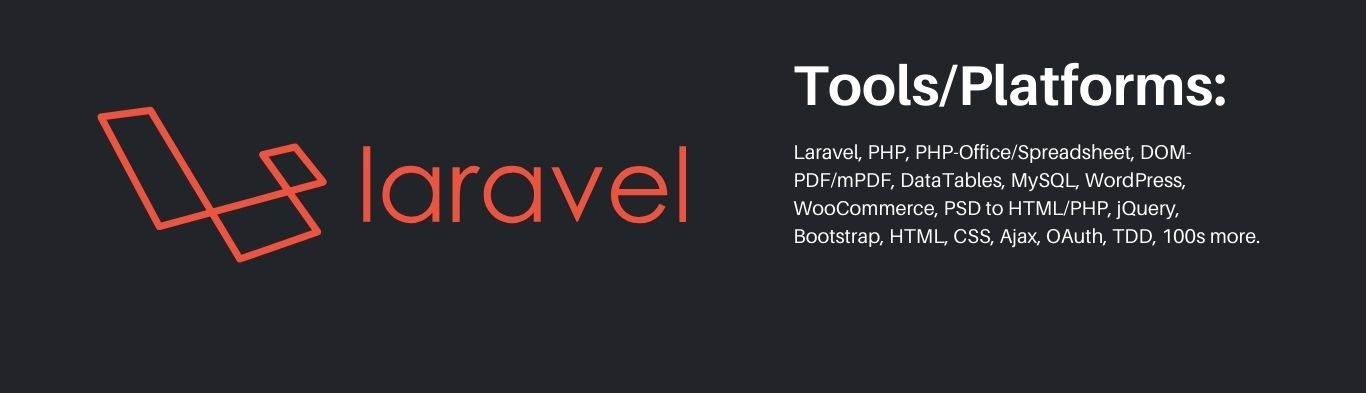 laravel
Tools/Platforms:
Laravel, PHP, PHP-Office/Spreadsheet, DOM-
PDF/mPDF, DataTables, MySQL, WordPress,
WooCommerce, PSD to HTML/PHP, jQuery,
Bootstrap, HTML, CSS, Ajax, OAuth, TDD, 100s more.